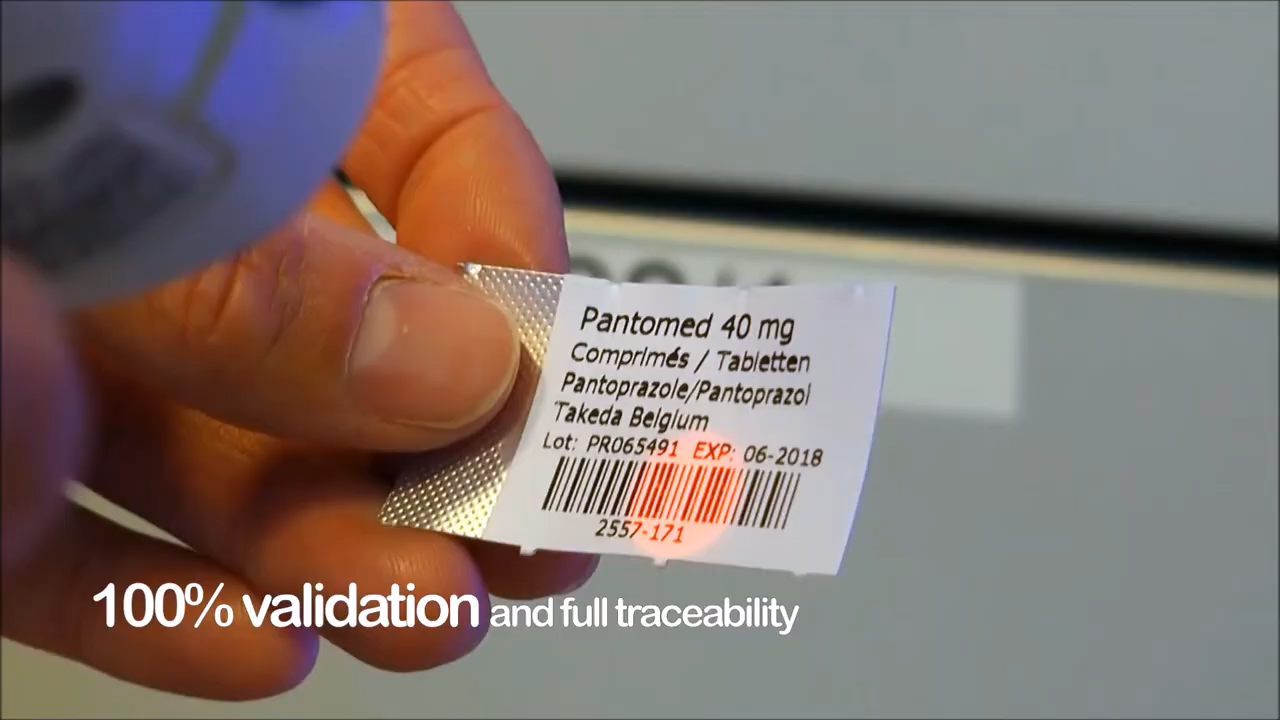 Pantomed 40 mg
Comprimés / Tabletten
Pantoprazole/Pantoprazol
Takeda Belgium
Lot: PR065491 EXP: 06-2018
2557-171
100% validation and full traceability